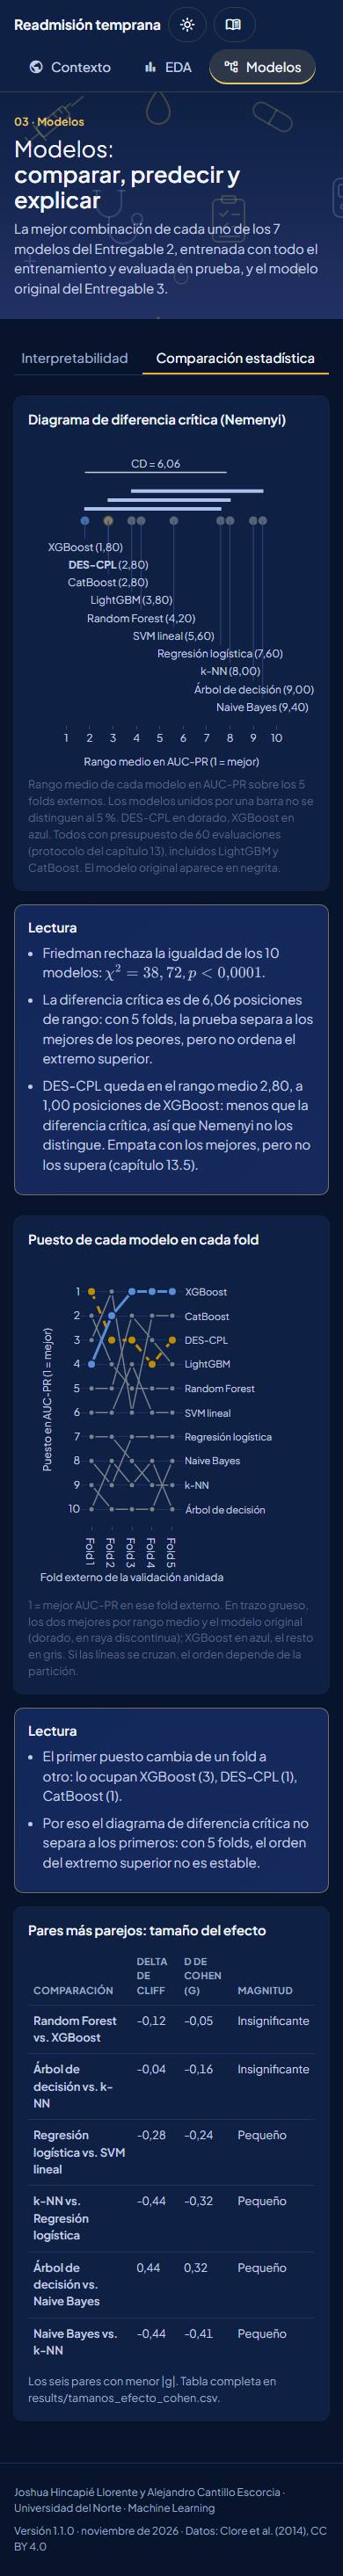 Readmisión temprana
Contexto
EDA
Modelos
03 · Modelos
Modelos:
comparar, predecir y
explicar
La mejor combinación de cada uno de los 7
modelos del Entregable 2, entrenada con todo el
entrenamiento y evaluada en prueba, y el modelo
original del Entregable 3.
Interpretabilidad
Comparación estadística
Diagrama de diferencia crítica (Nemenyi)
CD = 6,06
XGBoost (1,80)
DES-CPL (2,80)
CatBoost (2,80)
LightGBM (3,80)
Random Forest (4,20)
SVM lineal (5,60)
Regresión logística (7,60)
k-NN (8,00)
Árbol de decisión (9,00)
Naive Bayes (9,40)
1 2 3 4 5 6 7 8 9 10
Rango medio en AUC-PR (1 = mejor)
Rango medio de cada modelo en AUC-PR sobre los 5
folds externos. Los modelos unidos por una barra no se
distinguen al 5 %. DES-CPL en dorado, XGBoost en
azul. Todos con presupuesto de 60 evaluaciones
(protocolo del capítulo 13), incluidos LightGBM y
CatBoost. El modelo original aparece en negrita.
Lectura
• Friedman rechaza la igualdad de los 10
modelos: χ² = 38, 72, p < 0,0001.
• La diferencia crítica es de 6,06 posiciones
de rango: con 5 folds, la prueba separa a los
mejores de los peores, pero no ordena el
extremo superior.
• DES-CPL queda en el rango medio 2,80, a
1,00 posiciones de XGBoost: menos que la
diferencia crítica, así que Nemenyi no los
distingue. Empata con los mejores, pero no
los supera (capítulo 13.5).
Puesto de cada modelo en cada fold
Puesto en AUC-PR (1 = mejor)
1 XGBoost
2 CatBoost
3 DES-CPL
4 LightGBM
5 Random Forest
6 SVM lineal
7 Regresión logística
8 Naive Bayes
9 k-NN
10 Árbol de decisión
Fold 1 Fold 2 Fold 3 Fold 4 Fold 5
Fold externo de la validación anidada
1 = mejor AUC-PR en ese fold externo. En trazo grueso,
los dos mejores por rango medio y el modelo original
(dorado, en raya discontinua); XGBoost en azul, el resto
en gris. Si las líneas se cruzan, el orden depende de la
partición.
Lectura
• El primer puesto cambia de un fold a
otro: lo ocupan XGBoost (3), DES-CPL (1),
CatBoost (1).
• Por eso el diagrama de diferencia crítica no
separa a los primeros: con 5 folds, el orden
del extremo superior no es estable.
Pares más parejos: tamaño del efecto
COMPARACIÓN DELTA DE CLIFF D DE COHEN (G) MAGNITUD
Random Forest vs. XGBoost -0,12 -0,05 Insignificante
Árbol de decisión vs. k-NN -0,04 -0,16 Insignificante
Regresión logística vs. SVM lineal -0,28 -0,24 Pequeño
k-NN vs. Regresión logística -0,44 -0,32 Pequeño
Árbol de decisión vs. Naive Bayes 0,44 0,32 Pequeño
Naive Bayes vs. k-NN -0,44 -0,41 Pequeño
Los seis pares con menor |g|. Tabla completa en
results/tamanos_efecto_cohen.csv.
Joshua Hincapié Llorente y Alejandro Cantillo Escorcia ·
Universidad del Norte · Machine Learning
Versión 1.1.0 · noviembre de 2026 · Datos: Clore et al. (2014), CC
BY 4.0